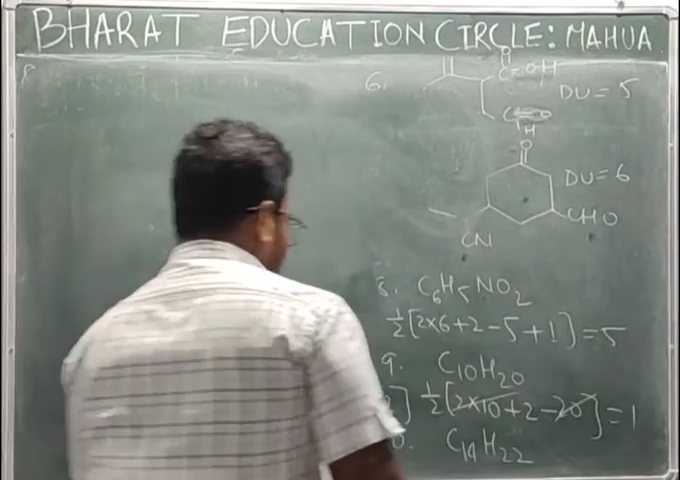 BHARAT EDUCATION CIRCLE: MAHUA
6.
O
C=OH
DU = 5
C=O
H
O
DU=6
CHO
CN
8. C₆H₅NO₂
½[2×6+2-5+1]=5
9. C₁₀H₂₀
½[2×10+2-20]=1
C₁₄H₂₂